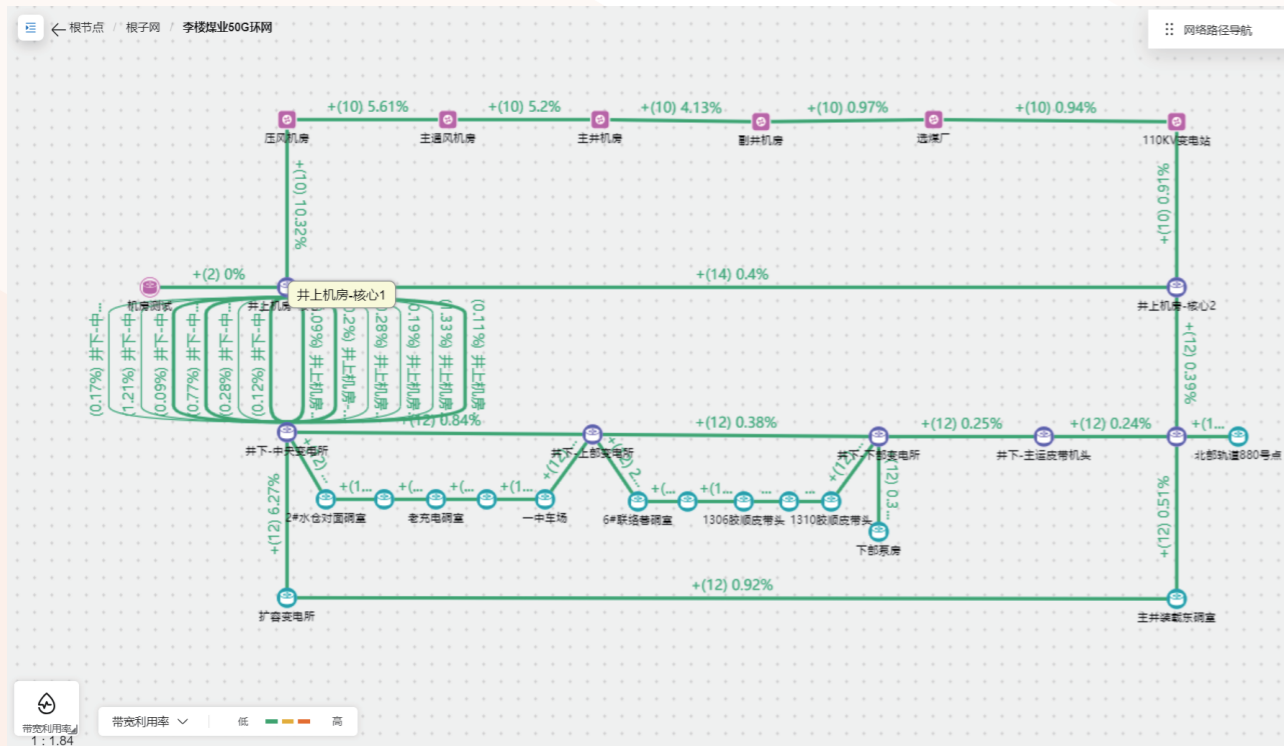 根节点 / 根子网 / 李楼煤业50G环网
网络路径导航
+(10) 5.61%
+(10) 5.2%
+(10) 4.13%
+(10) 0.97%
+(10) 0.94%
压风机房
主通风机房
主井机房
副井机房
选煤厂
110KV变电站
+(10) 10.32%
+(10) 0.91%
+(2) 0%
+(14) 0.4%
机房测试
井上机房-核心1
井上机房-核心2
(0.17%) 井下-中...
1.21%) 井下-中...
(0.09%) 井下-中...
(0.77%) 井下-中...
(0.28%) 井下-中...
(0.12%) 井下-中...
.09%) 井上机房...
0.2%) 井上机房-...
0.28%) 井上机房...
0.19%) 井上机房...
(0.11%) 井上机房...
+(12) 0.39%
(12) 0.84%
+(12) 0.38%
+(12) 0.25%
+(12) 0.24%
+(1...
井下-中央变电所
井下-上部变电所
井下-下部变电所
井下-主运皮带机头
北部轨道880号点
+(12) 6.27%
+(1...
+(...
+(...
+(1...
+(12)...
+(...
+(1...
...
...
(12) 0.3...
+(12) 0.51%
2#水仓对面硐室
老充电硐室
一中车场
6#联络巷硐室
1306胶顺皮带头
1310胶顺皮带头
下部泵房
+(12) 0.92%
扩容变电所
主井装载东硐室
带宽利用率
1 : 1.84
带宽利用率
低
高